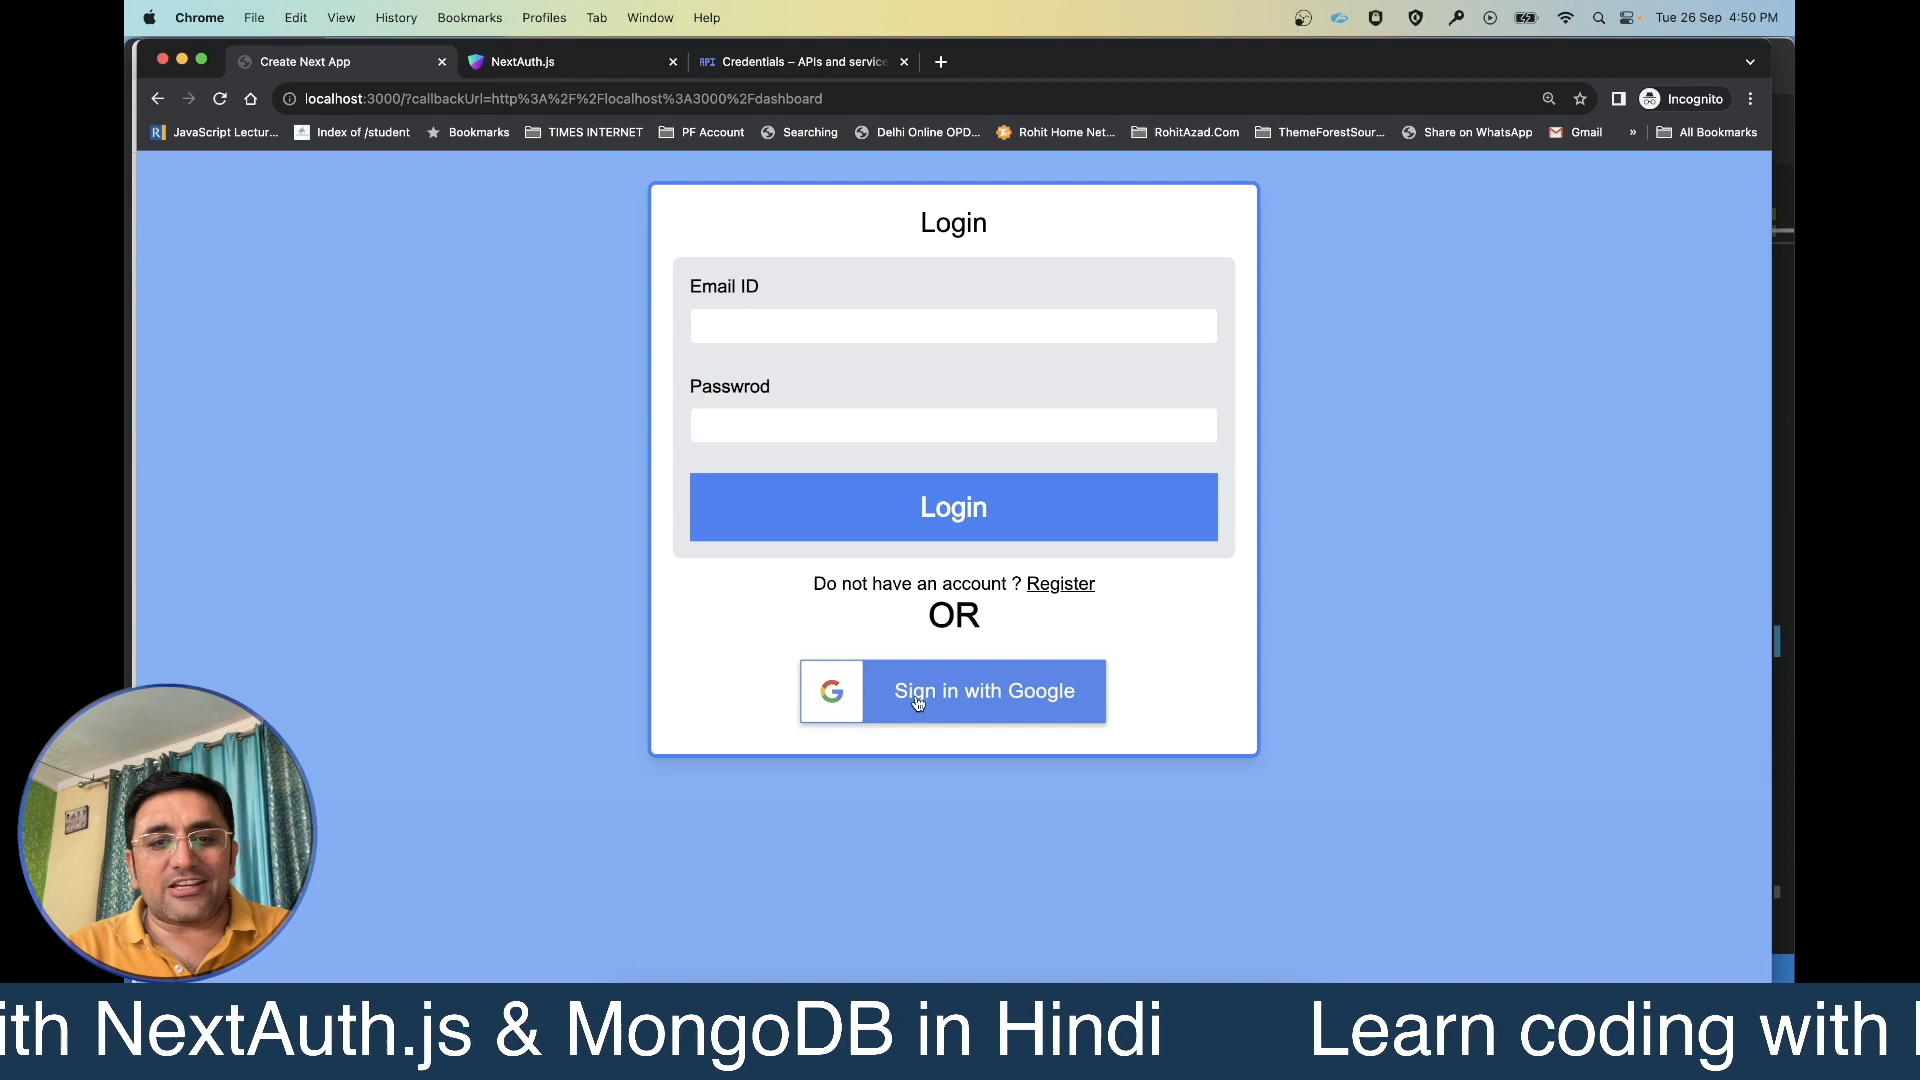 Chrome File Edit View History Bookmarks Profiles Tab Window Help Tue 26 Sep 4:50 PM
Create Next App NextAuth.js API Credentials – APIs and service
localhost:3000/?callbackUrl=http%3A%2F%2Flocalhost%3A3000%2Fdashboard Incognito
R JavaScript Lectur... Index of /student Bookmarks TIMES INTERNET PF Account Searching Delhi Online OPD... Rohit Home Net... RohitAzad.Com ThemeForestSour... Share on WhatsApp Gmail » All Bookmarks
Login
Email ID
Passwrod
Login
Do not have an account ? Register
OR
G Sign in with Google
ith NextAuth.js & MongoDB in Hindi Learn coding with